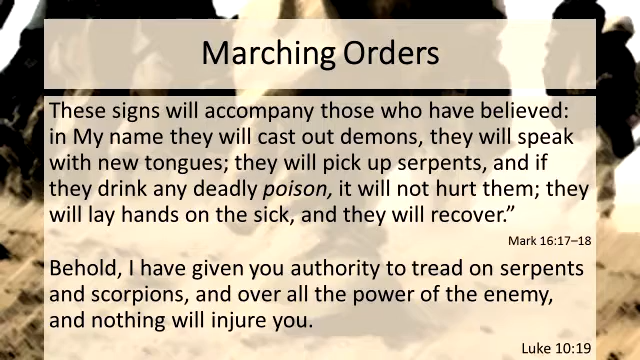 Marching Orders
These signs will accompany those who have believed:
in My name they will cast out demons, they will speak
with new tongues; they will pick up serpents, and if
they drink any deadly poison, it will not hurt them; they
will lay hands on the sick, and they will recover.”
Mark 16:17–18
Behold, I have given you authority to tread on serpents
and scorpions, and over all the power of the enemy,
and nothing will injure you.
Luke 10:19